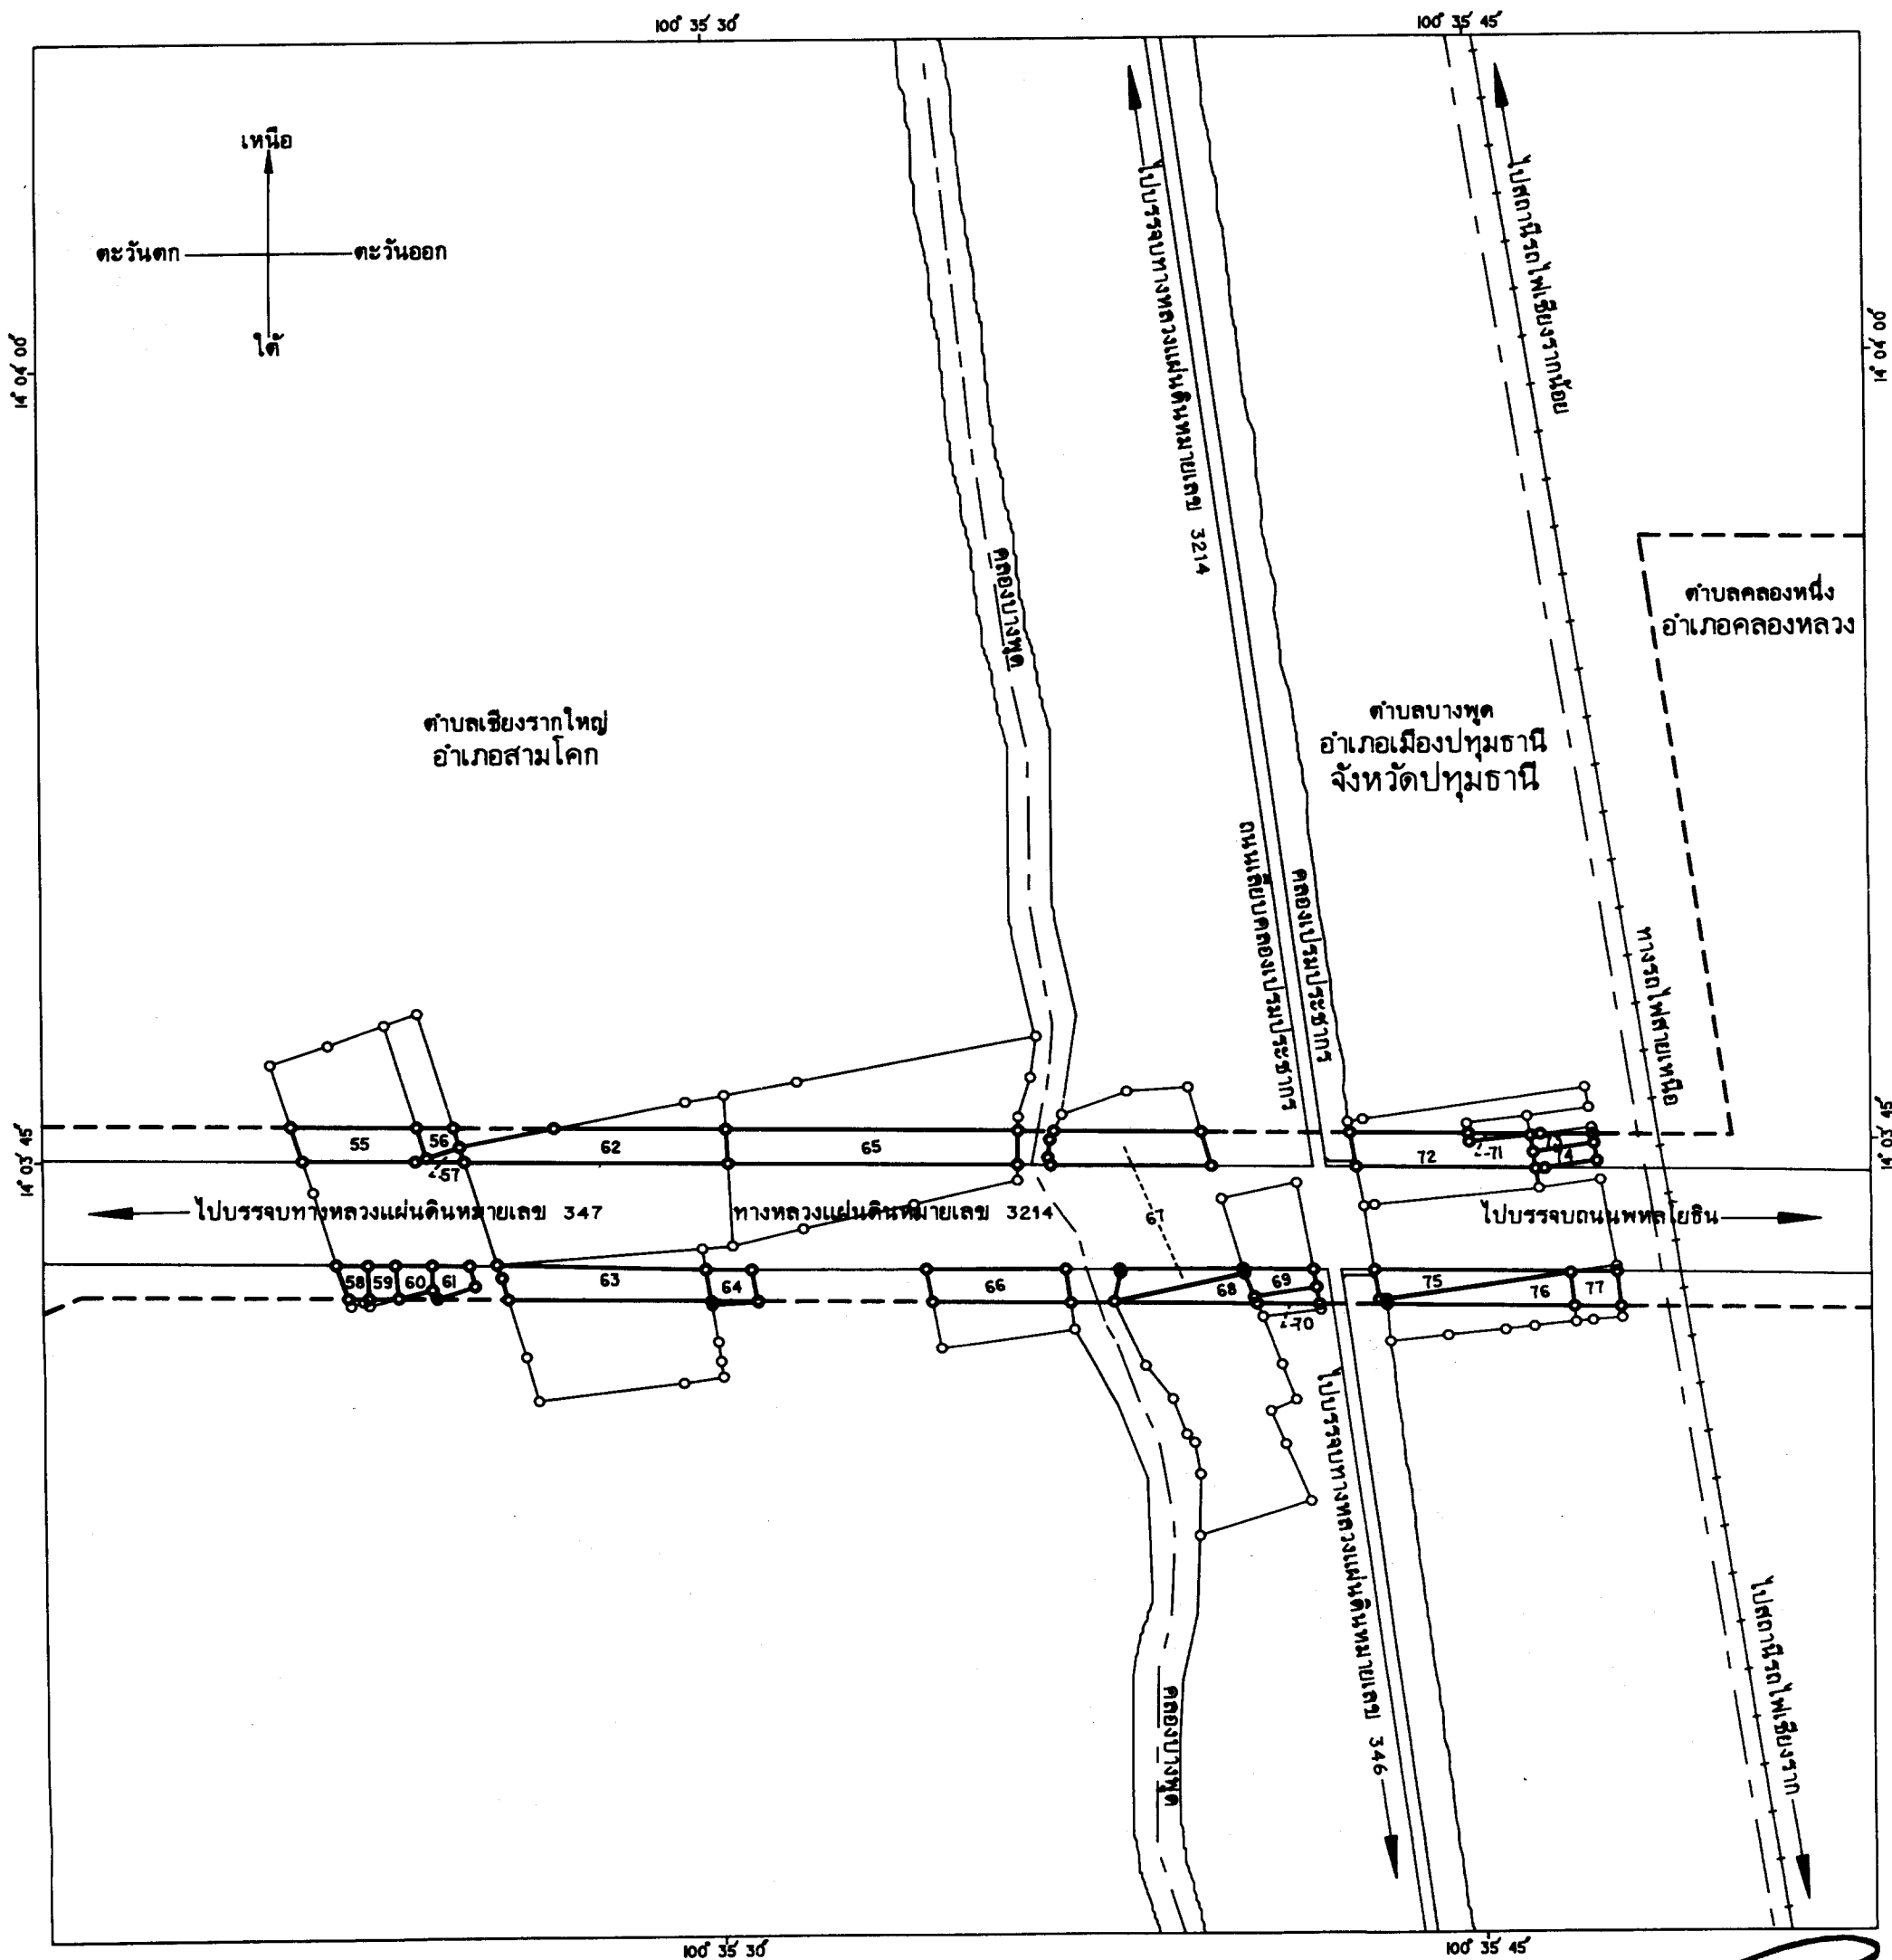 100° 35′ 30″
100° 35′ 45″
เหนือ
ตะวันตก
ตะวันออก
ใต้
14° 04′ 00″
14° 04′ 00″
ไปบรรจบทางหลวงแผ่นดินหมายเลข 3214
ไปสถานีรถไฟเชียงรากน้อย
คลองบางพูด
ตำบลคลองหนึ่ง
อำเภอคลองหลวง
ตำบลเชียงรากใหญ่
อำเภอสามโคก
ตำบลบางพูด
อำเภอเมืองปทุมธานี
จังหวัดปทุมธานี
ถนนเลียบคลองเปรมประชากร
คลองเปรมประชากร
ทางรถไฟสายเหนือ
14° 03′ 45″
14° 03′ 45″
55
56
57
62
65
71
72
73
74
ไปบรรจบทางหลวงแผ่นดินหมายเลข 347
ทางหลวงแผ่นดินหมายเลข 3214
67
ไปบรรจบถนนพหลโยธิน
58
59
60
61
63
64
66
68
69
70
75
76
77
ไปบรรจบทางหลวงแผ่นดินหมายเลข 346
ไปสถานีรถไฟเชียงราก
คลองบางพูด
100° 35′ 30″
100° 35′ 45″